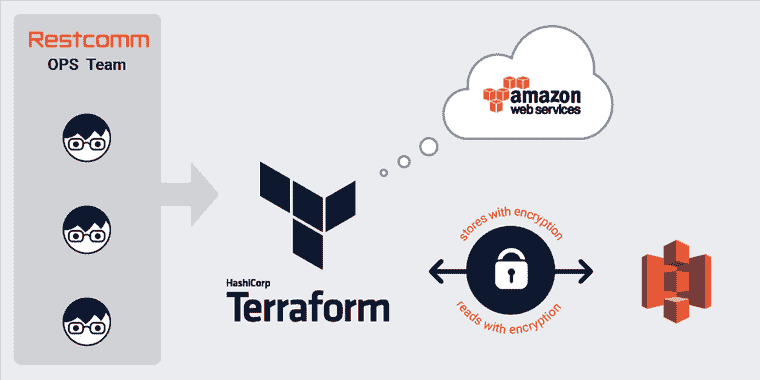 Restcomm
OPS Team
amazon
web services
HashiCorp
Terraform
stores with encryption
reads with encryption